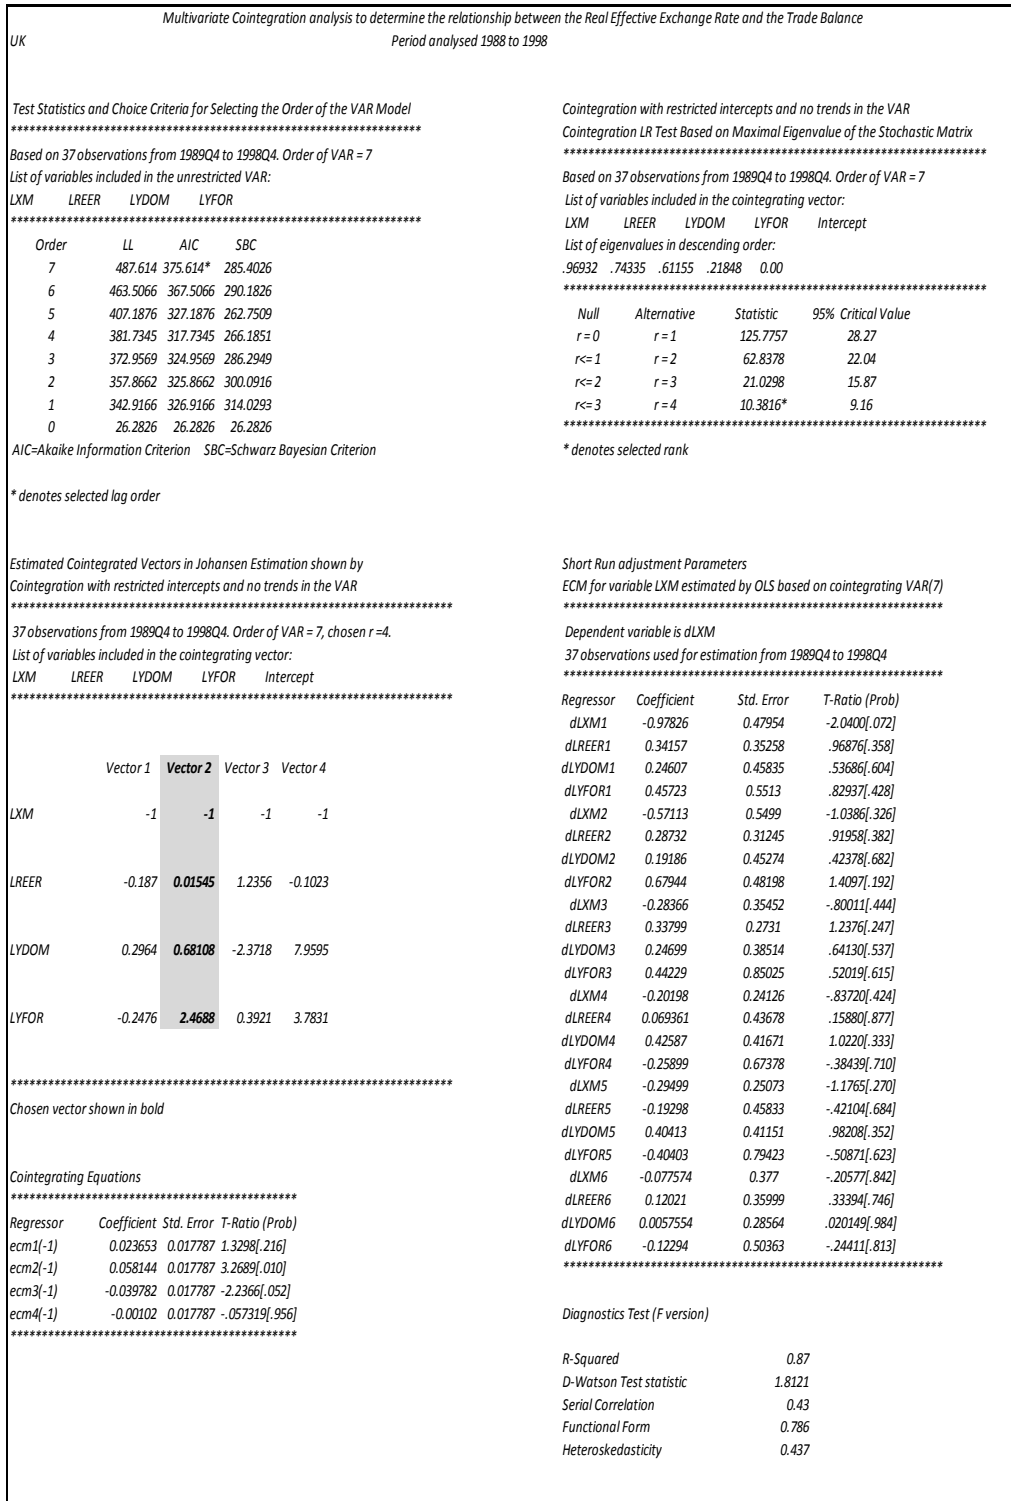 Multivariate Cointegration analysis to determine the relationship between the Real Effective Exchange Rate and the Trade Balance
UK Period analysed 1988 to 1998
Test Statistics and Choice Criteria for Selecting the Order of the VAR Model
******************************************************************
Based on 37 observations from 1989Q4 to 1998Q4. Order of VAR = 7
List of variables included in the unrestricted VAR:
LXM LREER LYDOM LYFOR
******************************************************************
Order LL AIC SBC
7 487.614 375.614* 285.4026
6 463.5066 367.5066 290.1826
5 407.1876 327.1876 262.7509
4 381.7345 317.7345 266.1851
3 372.9569 324.9569 286.2949
2 357.8662 325.8662 300.0916
1 342.9166 326.9166 314.0293
0 26.2826 26.2826 26.2826
AIC=Akaike Information Criterion SBC=Schwarz Bayesian Criterion
* denotes selected lag order
Cointegration with restricted intercepts and no trends in the VAR
Cointegration LR Test Based on Maximal Eigenvalue of the Stochastic Matrix
********************************************************************
Based on 37 observations from 1989Q4 to 1998Q4. Order of VAR = 7
List of variables included in the cointegrating vector:
LXM LREER LYDOM LYFOR Intercept
List of eigenvalues in descending order:
.96932 .74335 .61155 .21848 0.00
********************************************************************
Null Alternative Statistic 95% Critical Value
r = 0 r = 1 125.7757 28.27
r<= 1 r = 2 62.8378 22.04
r<= 2 r = 3 21.0298 15.87
r<= 3 r = 4 10.3816* 9.16
********************************************************************
* denotes selected rank
Estimated Cointegrated Vectors in Johansen Estimation shown by
Cointegration with restricted intercepts and no trends in the VAR
***********************************************************************
37 observations from 1989Q4 to 1998Q4. Order of VAR = 7, chosen r =4.
List of variables included in the cointegrating vector:
LXM LREER LYDOM LYFOR Intercept
***********************************************************************
Vector 1 Vector 2 Vector 3 Vector 4
LXM -1 -1 -1 -1
LREER -0.187 0.01545 1.2356 -0.1023
LYDOM 0.2964 0.68108 -2.3718 7.9595
LYFOR -0.2476 2.4688 0.3921 3.7831
***********************************************************************
Chosen vector shown in bold
Cointegrating Equations
**********************************************
Regressor Coefficient Std. Error T-Ratio (Prob)
ecm1(-1) 0.023653 0.017787 1.3298[.216]
ecm2(-1) 0.058144 0.017787 3.2689[.010]
ecm3(-1) -0.039782 0.017787 -2.2366[.052]
ecm4(-1) -0.00102 0.017787 -.057319[.956]
**********************************************
Short Run adjustment Parameters
ECM for variable LXM estimated by OLS based on cointegrating VAR(7)
*************************************************************
Dependent variable is dLXM
37 observations used for estimation from 1989Q4 to 1998Q4
*************************************************************
Regressor Coefficient Std. Error T-Ratio (Prob)
dLXM1 -0.97826 0.47954 -2.0400[.072]
dLREER1 0.34157 0.35258 .96876[.358]
dLYDOM1 0.24607 0.45835 .53686[.604]
dLYFOR1 0.45723 0.5513 .82937[.428]
dLXM2 -0.57113 0.5499 -1.0386[.326]
dLREER2 0.28732 0.31245 .91958[.382]
dLYDOM2 0.19186 0.45274 .42378[.682]
dLYFOR2 0.67944 0.48198 1.4097[.192]
dLXM3 -0.28366 0.35452 -.80011[.444]
dLREER3 0.33799 0.2731 1.2376[.247]
dLYDOM3 0.24699 0.38514 .64130[.537]
dLYFOR3 0.44229 0.85025 .52019[.615]
dLXM4 -0.20198 0.24126 -.83720[.424]
dLREER4 0.069361 0.43678 .15880[.877]
dLYDOM4 0.42587 0.41671 1.0220[.333]
dLYFOR4 -0.25899 0.67378 -.38439[.710]
dLXM5 -0.29499 0.25073 -1.1765[.270]
dLREER5 -0.19298 0.45833 -.42104[.684]
dLYDOM5 0.40413 0.41151 .98208[.352]
dLYFOR5 -0.40403 0.79423 -.50871[.623]
dLXM6 -0.077574 0.377 -.20577[.842]
dLREER6 0.12021 0.35999 .33394[.746]
dLYDOM6 0.0057554 0.28564 .020149[.984]
dLYFOR6 -0.12294 0.50363 -.24411[.813]
*************************************************************
Diagnostics Test (F version)
R-Squared 0.87
D-Watson Test statistic 1.8121
Serial Correlation 0.43
Functional Form 0.786
Heteroskedasticity 0.437